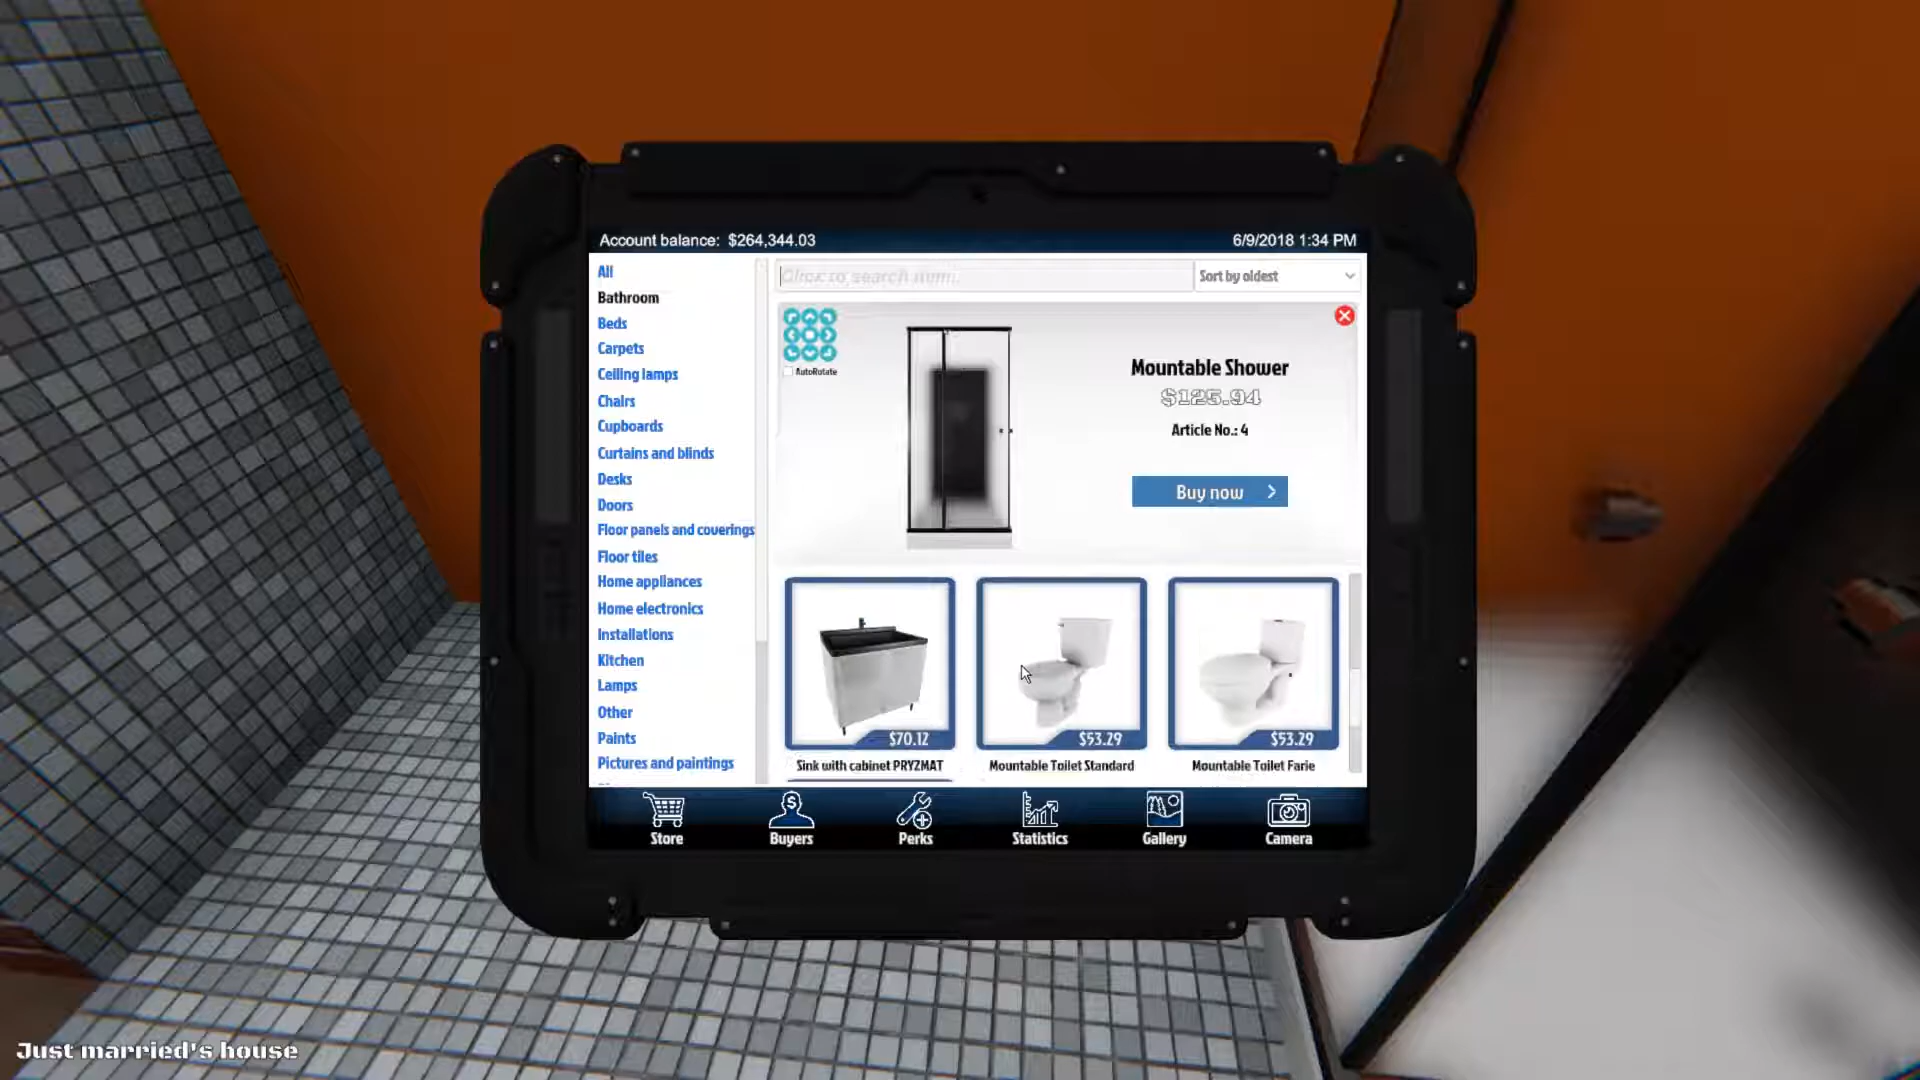 Account balance: $264,344.03
6/9/2018 1:34 PM
All
Bathroom
Beds
Carpets
Ceiling lamps
Chairs
Cupboards
Curtains and blinds
Desks
Doors
Floor panels and coverings
Floor tiles
Home appliances
Home electronics
Installations
Kitchen
Lamps
Other
Paints
Pictures and paintings
Click to search item.
Sort by oldest
AutoRotate
Mountable Shower
$125.94
Article No.: 4
Buy now
$70.12
$53.29
$53.29
Sink with cabinet PRYZMAT
Mountable Toilet Standard
Mountable Toilet Farie
Store
Buyers
Perks
Statistics
Gallery
Camera
Just married's house